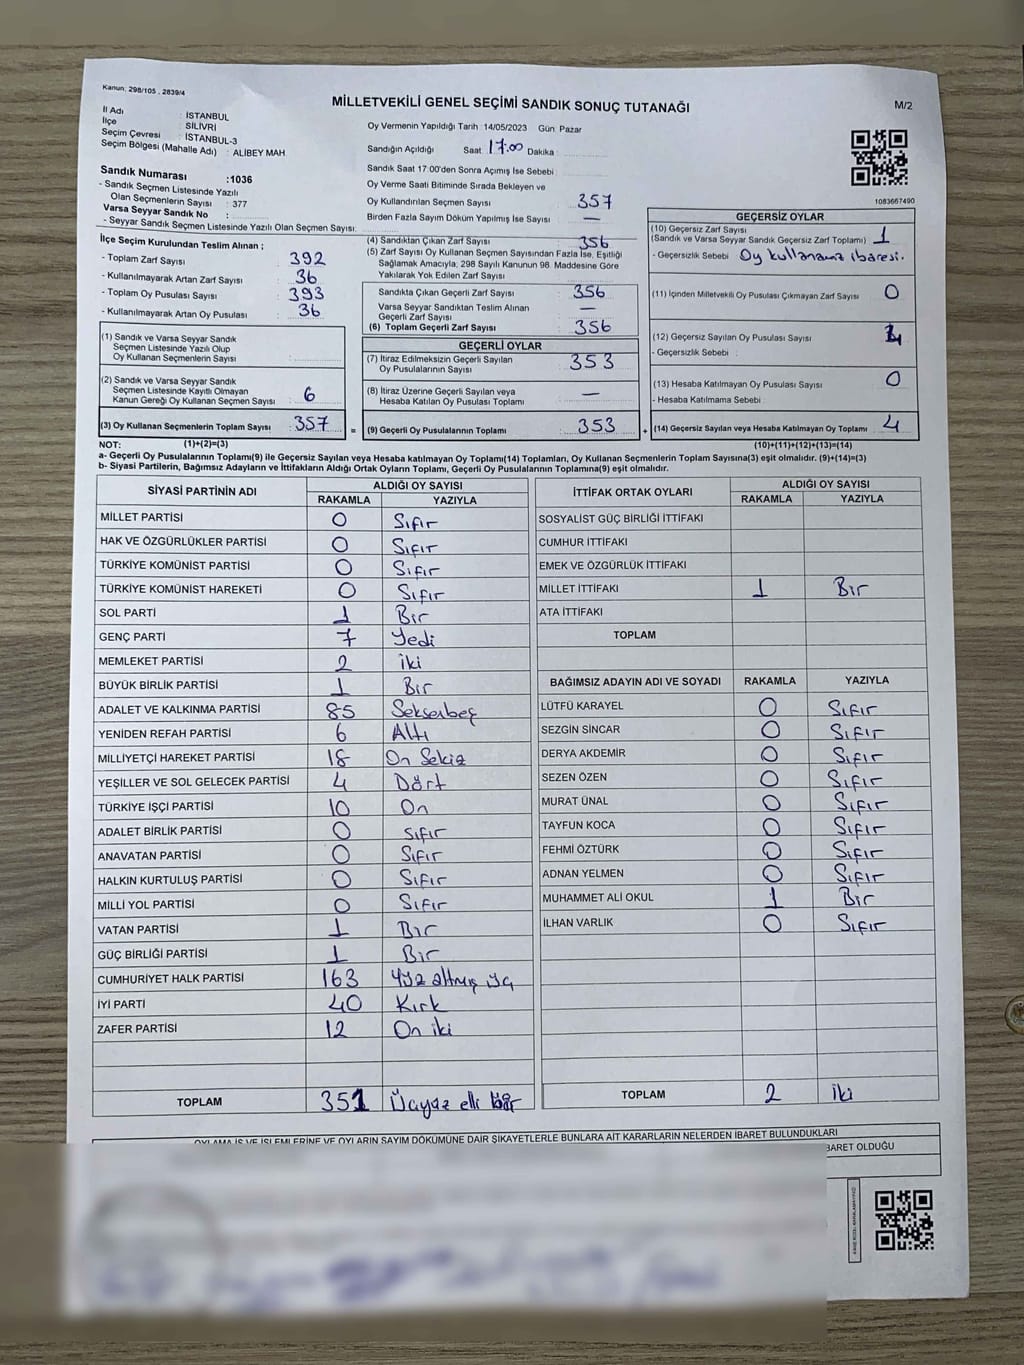 Kanun: 298/105 , 2839/4
MİLLETVEKİLİ GENEL SEÇİMİ SANDIK SONUÇ TUTANAĞI
M/2
İl Adı : İSTANBUL
İlçe : SİLİVRİ
Seçim Çevresi : İSTANBUL-3
Seçim Bölgesi (Mahalle Adı) : ALİBEY MAH
Sandık Numarası :1036
- Sandık Seçmen Listesinde Yazılı
Olan Seçmenlerin Sayısı : 377
Varsa Seyyar Sandık No :
- Seyyar Sandık Seçmen Listesinde Yazılı Olan Seçmen Sayısı:
İlçe Seçim Kurulundan Teslim Alınan ;
- Toplam Zarf Sayısı 392
- Kullanılmayarak Artan Zarf Sayısı 36
- Toplam Oy Pusulası Sayısı 393
- Kullanılmayarak Artan Oy Pusulası 36
(1) Sandık ve Varsa Seyyar Sandık
Seçmen Listesinde Yazılı Olup
Oy Kullanan Seçmenlerin Sayısı :
(2) Sandık ve Varsa Seyyar Sandık
Seçmen Listesinde Kayıtlı Olmayan
Kanun Gereği Oy Kullanan Seçmen Sayısı 6
(3) Oy Kullanan Seçmenlerin Toplam Sayısı 357
Oy Vermenin Yapıldığı Tarih 14/05/2023 Gün: Pazar
Sandığın Açıldığı Saat 17.00 Dakika :
Sandık Saat 17:00'den Sonra Açımış İse Sebebi :
Oy Verme Saati Bitiminde Sırada Bekleyen ve
Oy Kullandırılan Seçmen Sayısı 357
Birden Fazla Sayım Döküm Yapılmış İse Sayısı —
(4) Sandıktan Çıkan Zarf Sayısı 356
(5) Zarf Sayısı Oy Kullanan Seçmen Sayısından Fazla İse, Eşitliği
Sağlamak Amacıyla, 298 Sayılı Kanunun 98. Maddesine Göre
Yakılarak Yok Edilen Zarf Sayısı
Sandıkta Çıkan Geçerli Zarf Sayısı 356
Varsa Seyyar Sandıktan Teslim Alınan
Geçerli Zarf Sayısı —
(6) Toplam Geçerli Zarf Sayısı 356
GEÇERLİ OYLAR
(7) İtiraz Edilmeksizin Geçerli Sayılan
Oy Pusulalarının Sayısı 353
(8) İtiraz Üzerine Geçerli Sayılan veya
Hesaba Katılan Oy Pusulası Toplamı —
= (9) Geçerli Oy Pusulalarının Toplamı 353
1083667490
GEÇERSİZ OYLAR
(10) Geçersiz Zarf Sayısı 1
(Sandık ve Varsa Seyyar Sandık Geçersiz Zarf Toplamı)
- Geçersizlik Sebebi : Oy kullanamaz ibaresi.
(11) İçinden Milletvekili Oy Pusulası Çıkmayan Zarf Sayısı 0
(12) Geçersiz Sayılan Oy Pusulası Sayısı
- Geçersizlik Sebebi :
(13) Hesaba Katılmayan Oy Pusulası Sayısı 0
- Hesaba Katılmama Sebebi :
+ (14) Geçersiz Sayılan veya Hesaba Katılmayan Oy Toplamı 4
NOT: (1)+(2)=(3) (10)+(11)+(12)+(13)=(14)
a- Geçerli Oy Pusulalarının Toplamı(9) ile Geçersiz Sayılan veya Hesaba katılmayan Oy Toplamı(14) Toplamları, Oy Kullanan Seçmenlerin Toplam Sayısına(3) eşit olmalıdır. (9)+(14)=(3)
b- Siyasi Partilerin, Bağımsız Adayların ve İttifakların Aldığı Ortak Oyların Toplamı, Geçerli Oy Pusulalarının Toplamına(9) eşit olmalıdır.
SİYASİ PARTİNİN ADI ALDIĞI OY SAYISI
RAKAMLA YAZIYLA
MİLLET PARTİSİ 0 Sıfır
HAK VE ÖZGÜRLÜKLER PARTİSİ 0 Sıfır
TÜRKİYE KOMÜNİST PARTİSİ 0 Sıfır
TÜRKİYE KOMÜNİST HAREKETİ 0 Sıfır
SOL PARTİ 1 Bir
GENÇ PARTİ 7 Yedi
MEMLEKET PARTİSİ 2 iki
BÜYÜK BİRLİK PARTİSİ 1 Bir
ADALET VE KALKINMA PARTİSİ 85 Seksenbeş
YENİDEN REFAH PARTİSİ 6 Altı
MİLLİYETÇİ HAREKET PARTİSİ 18 On Sekiz
YEŞİLLER VE SOL GELECEK PARTİSİ 4 Dört
TÜRKİYE İŞÇİ PARTİSİ 10 On
ADALET BİRLİK PARTİSİ 0 Sıfır
ANAVATAN PARTİSİ 0 Sıfır
HALKIN KURTULUŞ PARTİSİ 0 Sıfır
MİLLİ YOL PARTİSİ 0 Sıfır
VATAN PARTİSİ 1 Bir
GÜÇ BİRLİĞİ PARTİSİ 1 Bir
CUMHURİYET HALK PARTİSİ 163 Yüz altmış üç
İYİ PARTİ 40 Kırk
ZAFER PARTİSİ 12 On iki
TOPLAM 351 Üçyüz elli bir
İTTİFAK ORTAK OYLARI ALDIĞI OY SAYISI
RAKAMLA YAZIYLA
SOSYALİST GÜÇ BİRLİĞİ İTTİFAKI
CUMHUR İTTİFAKI
EMEK VE ÖZGÜRLÜK İTTİFAKI
MİLLET İTTİFAKI 1 Bir
ATA İTTİFAKI
TOPLAM
BAĞIMSIZ ADAYIN ADI VE SOYADI RAKAMLA YAZIYLA
LÜTFÜ KARAYEL 0 Sıfır
SEZGİN SİNCAR 0 Sıfır
DERYA AKDEMİR 0 Sıfır
SEZEN ÖZEN 0 Sıfır
MURAT ÜNAL 0 Sıfır
TAYFUN KOCA 0 Sıfır
FEHMİ ÖZTÜRK 0 Sıfır
ADNAN YELMEN 0 Sıfır
MUHAMMET ALİ OKUL 1 Bir
İLHAN VARLIK 0 Sıfır
TOPLAM 2 iki
OYLAMA İŞ VE İŞLEMLERİNE VE OYLARIN SAYIM DÖKÜMÜNE DAİR ŞİKAYETLERLE BUNLARA AİT KARARLARIN NELERDEN İBARET BULUNDUKLARI
BARET OLDUĞU